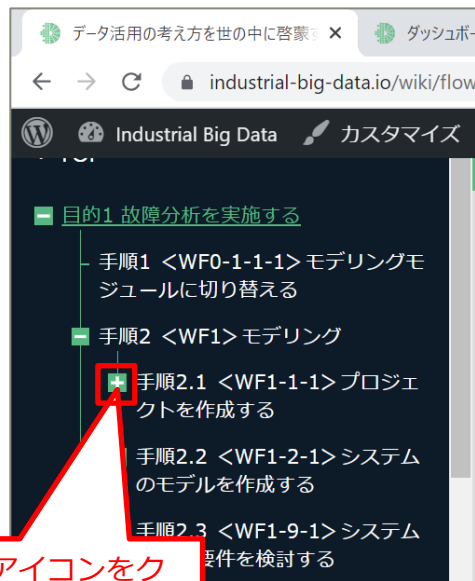 データ活用の考え方を世の中に啓蒙
ダッシュボー
industrial-big-data.io/wiki/flow
Industrial Big Data カスタマイズ
目的1 故障分析を実施する
手順1 <WF0-1-1-1> モデリングモ
ジュールに切り替える
手順2 <WF1> モデリング
手順2.1 <WF1-1-1> プロジェ
クトを作成する
手順2.2 <WF1-2-1> システム
のモデルを作成する
手順2.3 <WF1-9-1> システム
要件を検討する
アイコンをク